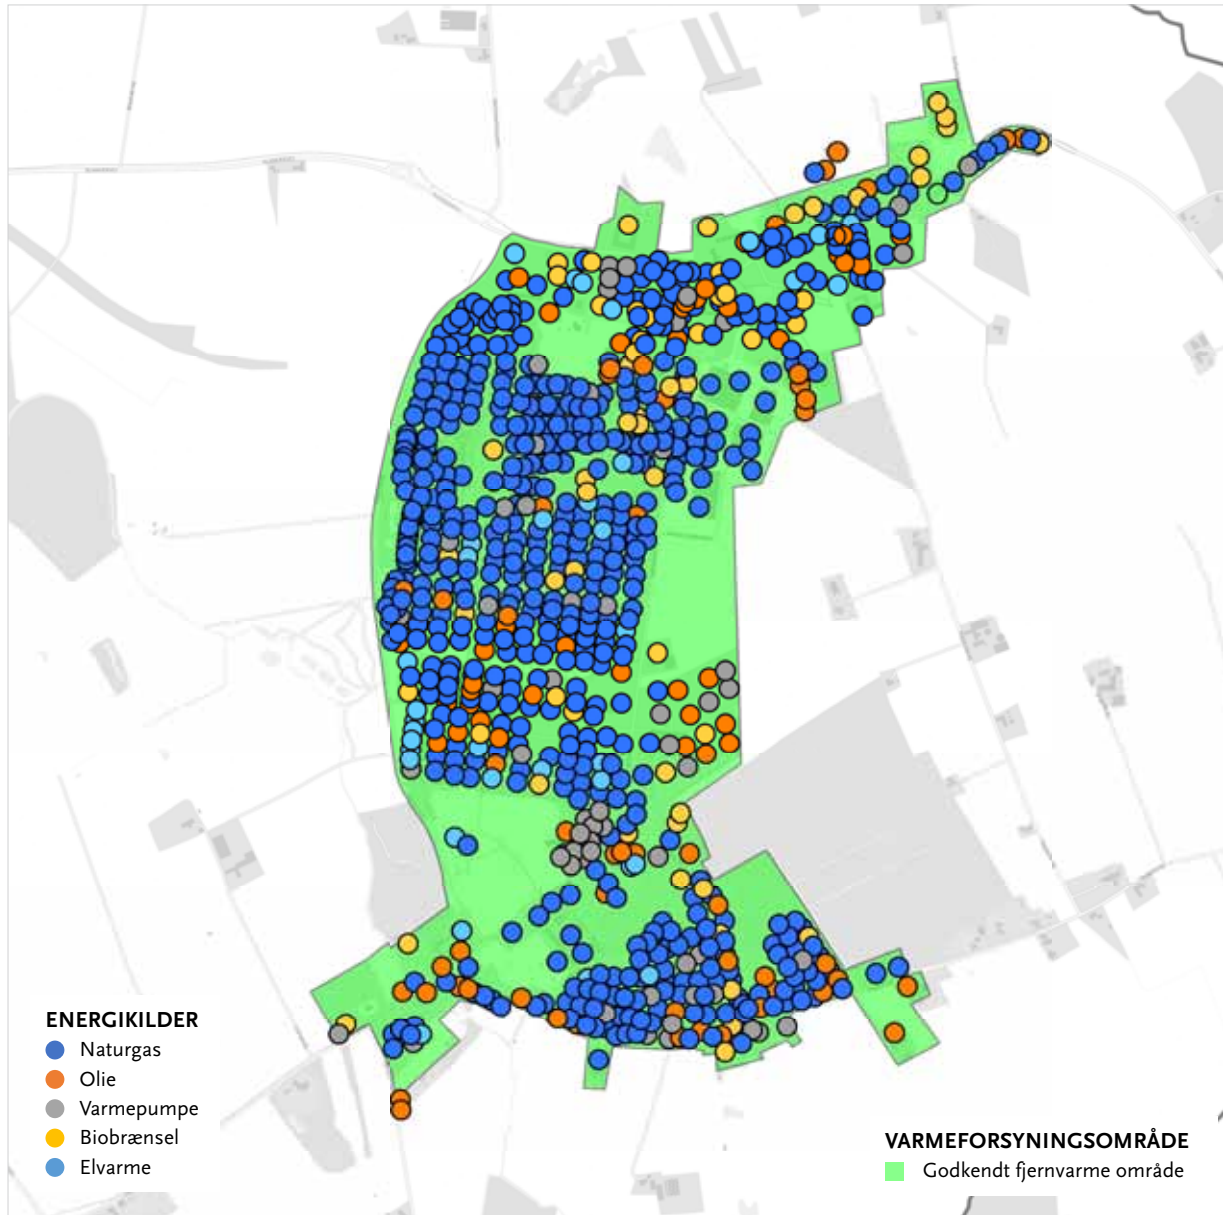 ENERGIKILDER
Naturgas
Olie
Varmepumpe
Biobrænsel
Elvarme
VARMEFORSYNINGSOMRÅDE
Godkendt fjernvarme område